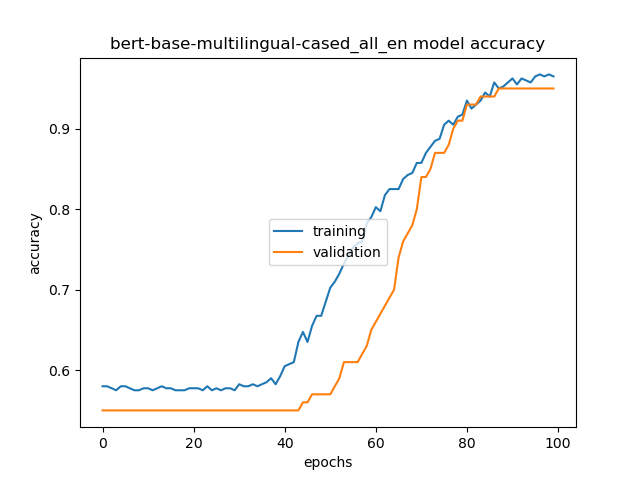 bert-base-multilingual-cased_all_en model accuracy
accuracy
0.9
0.8
0.7
0.6
training
validation
0 20 40 60 80 100
epochs